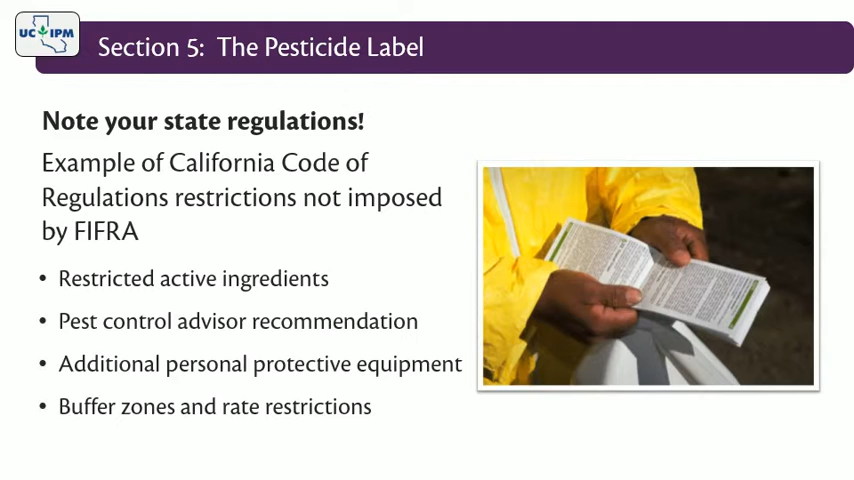 UC IPM
Section 5: The Pesticide Label
Note your state regulations!
Example of California Code of
Regulations restrictions not imposed
by FIFRA
• Restricted active ingredients
• Pest control advisor recommendation
• Additional personal protective equipment
• Buffer zones and rate restrictions